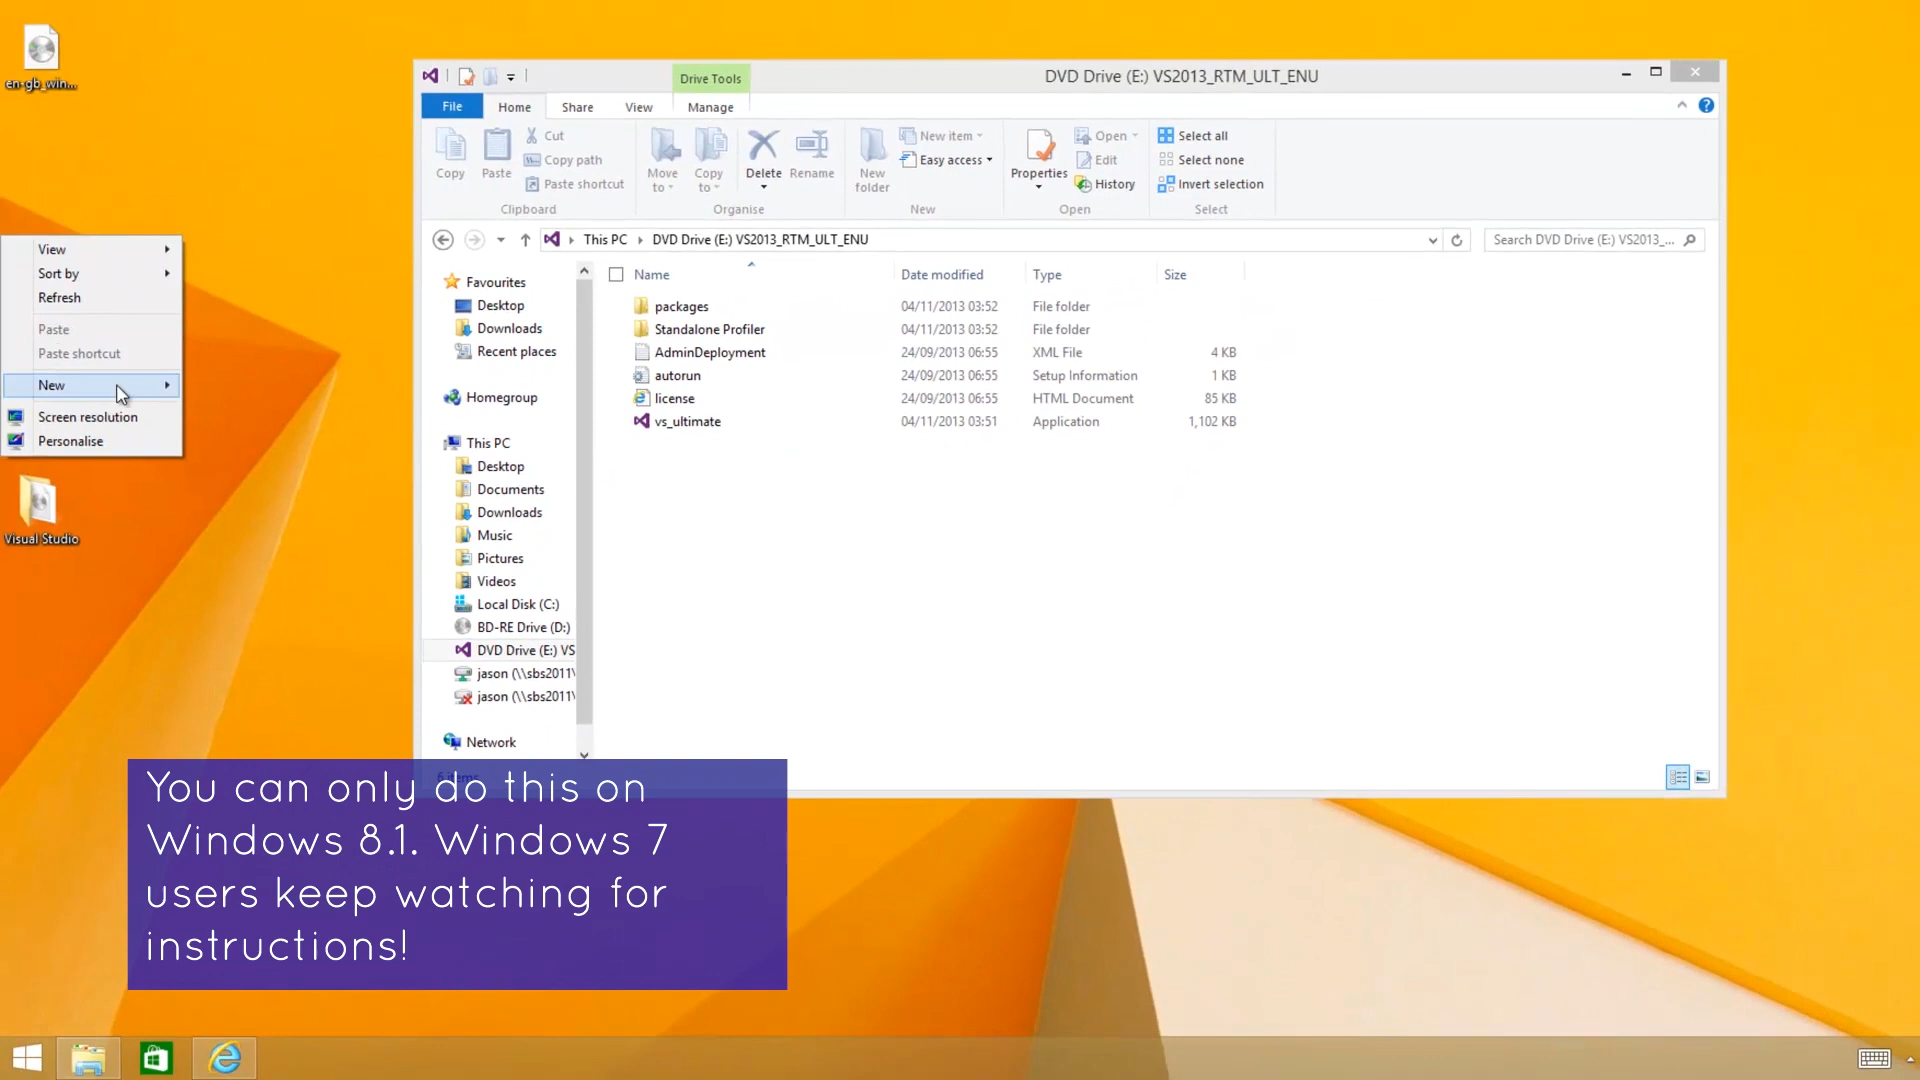 en-gb_win...
Drive Tools
DVD Drive (E:) VS2013_RTM_ULT_ENU
File
Home
Share
View
Manage
Copy
Paste
Cut
Copy path
Paste shortcut
Clipboard
Move to
Copy to
Delete
Rename
Organise
New folder
New item
Easy access
New
Properties
Open
Edit
History
Open
Select all
Select none
Invert selection
Select
This PC
DVD Drive (E:) VS2013_RTM_ULT_ENU
Search DVD Drive (E:) VS2013_...
View
Sort by
Refresh
Paste
Paste shortcut
New
Screen resolution
Personalise
Visual Studio
Favourites
Desktop
Downloads
Recent places
Homegroup
This PC
Desktop
Documents
Downloads
Music
Pictures
Videos
Local Disk (C:)
BD-RE Drive (D:)
DVD Drive (E:) VS
jason (\\sbs2011\
jason (\\sbs2011\
Network
Name Date modified Type Size
packages 04/11/2013 03:52 File folder
Standalone Profiler 04/11/2013 03:52 File folder
AdminDeployment 24/09/2013 06:55 XML File 4 KB
autorun 24/09/2013 06:55 Setup Information 1 KB
license 24/09/2013 06:55 HTML Document 85 KB
vs_ultimate 04/11/2013 03:51 Application 1,102 KB
6 items
You can only do this on
Windows 8.1. Windows 7
users keep watching for
instructions!